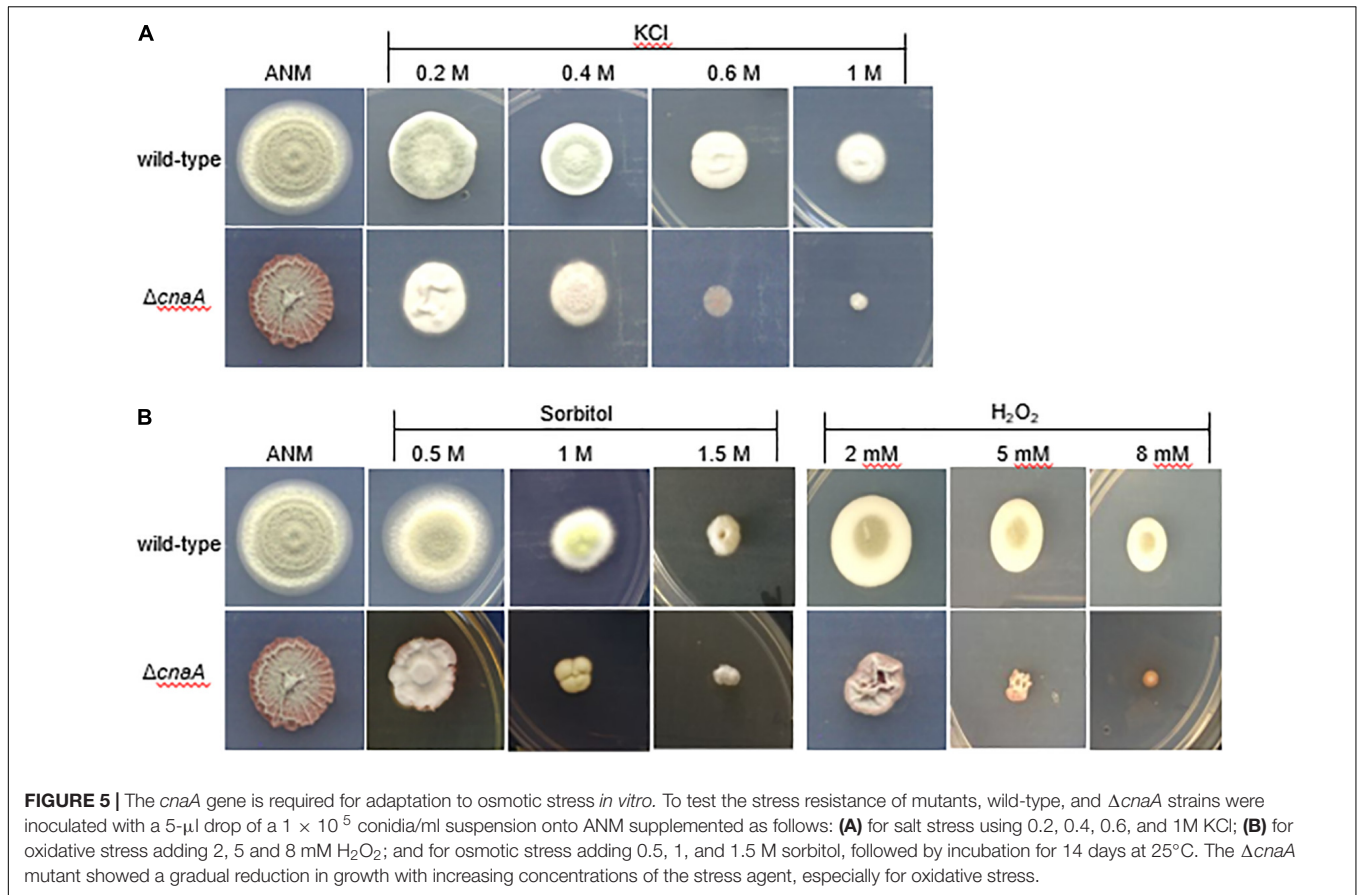 A
KCl
ANM 0.2 M 0.4 M 0.6 M 1 M
wild-type
ΔcnaA
B
Sorbitol H₂O₂
ANM 0.5 M 1 M 1.5 M 2 mM 5 mM 8 mM
wild-type
ΔcnaA
FIGURE 5 | The cnaA gene is required for adaptation to osmotic stress in vitro. To test the stress resistance of mutants, wild-type, and ΔcnaA strains were
inoculated with a 5-μl drop of a 1 × 10⁵ conidia/ml suspension onto ANM supplemented as follows: (A) for salt stress using 0.2, 0.4, 0.6, and 1M KCl; (B) for
oxidative stress adding 2, 5 and 8 mM H₂O₂; and for osmotic stress adding 0.5, 1, and 1.5 M sorbitol, followed by incubation for 14 days at 25°C. The ΔcnaA
mutant showed a gradual reduction in growth with increasing concentrations of the stress agent, especially for oxidative stress.